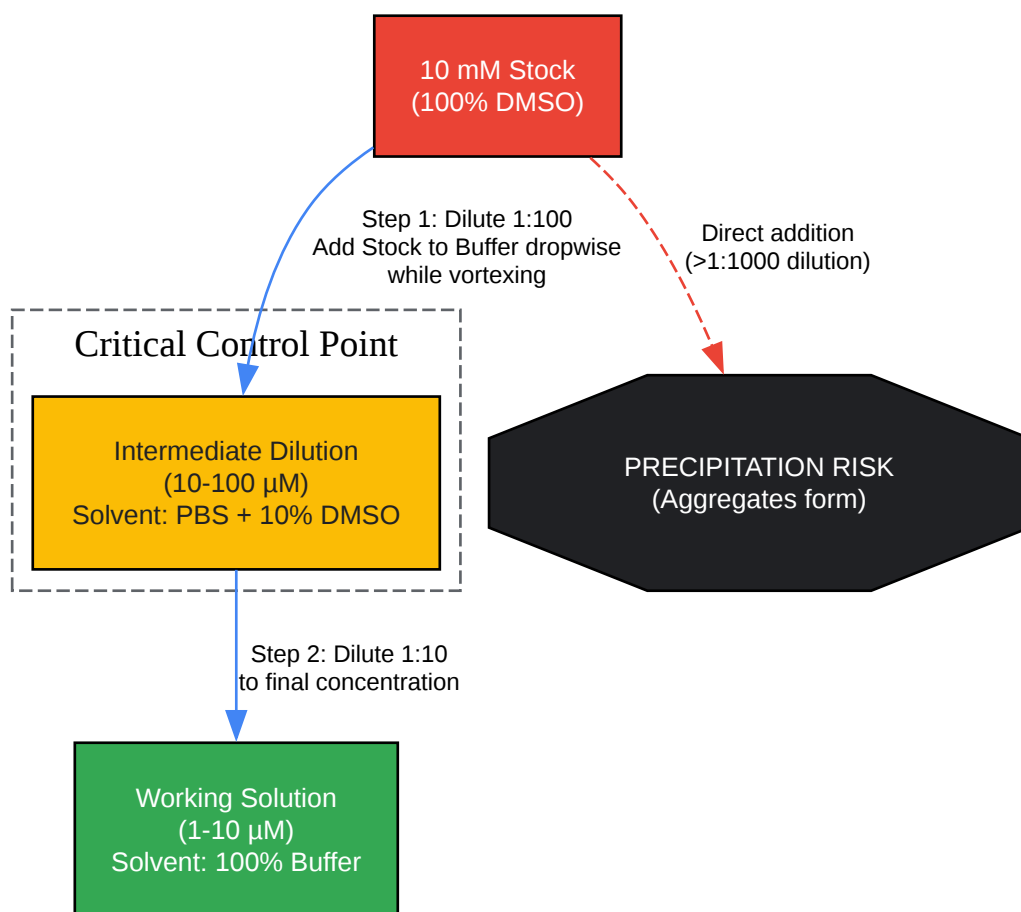 10 mM Stock
(100% DMSO)
Step 1: Dilute 1:100
Add Stock to Buffer dropwise
while vortexing
Direct addition
(>1:1000 dilution)
Critical Control Point
Intermediate Dilution
(10-100 µM)
Solvent: PBS + 10% DMSO
PRECIPITATION RISK
(Aggregates form)
Step 2: Dilute 1:10
to final concentration
Working Solution
(1-10 µM)
Solvent: 100% Buffer